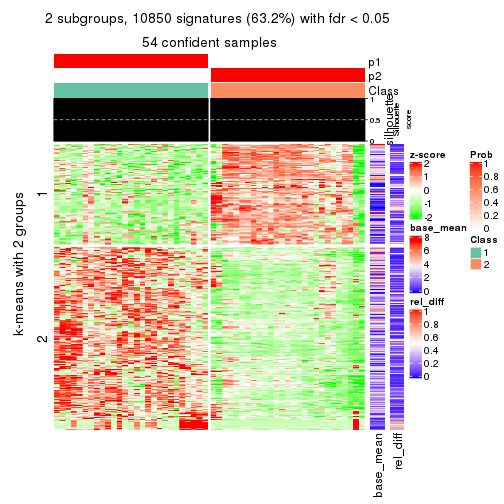 2 subgroups, 10850 signatures (63.2%) with fdr < 0.05
54 confident samples
p1
p2
Class
1
0.5
0
silhouette
Silhouette
score
k-means with 2 groups
1
2
base_mean
rel_diff
z-score
2
1
0
-1
-2
base_mean
8
6
4
2
0
rel_diff
1
0.8
0.6
0.4
0.2
0
Prob
1
0.8
0.6
0.4
0.2
0
Class
1
2